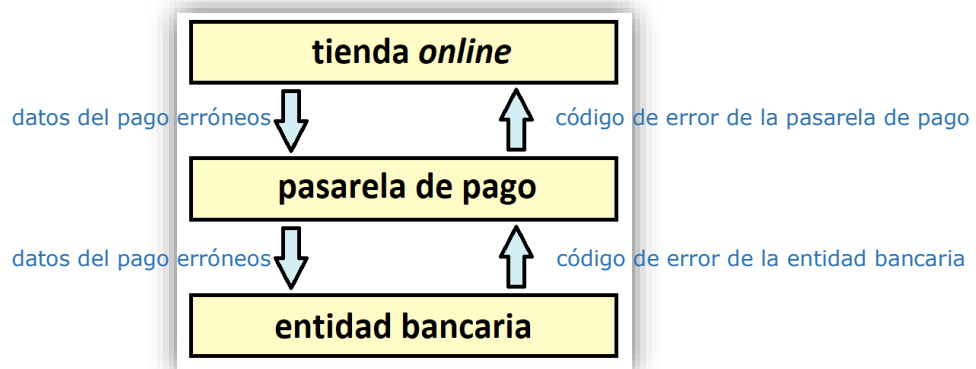 tienda online
datos del pago erróneos
código de error de la pasarela de pago
pasarela de pago
datos del pago erróneos
código de error de la entidad bancaria
entidad bancaria